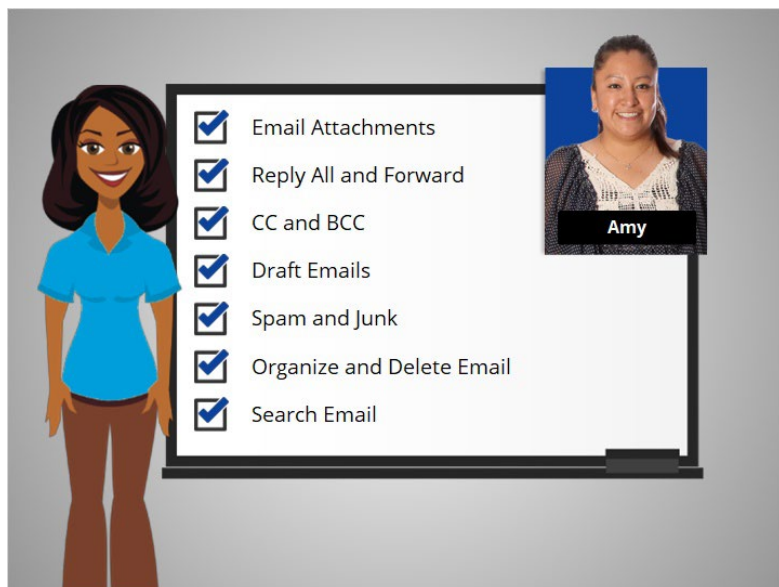 Email Attachments
Reply All and Forward
CC and BCC
Draft Emails
Spam and Junk
Organize and Delete Email
Search Email
Amy